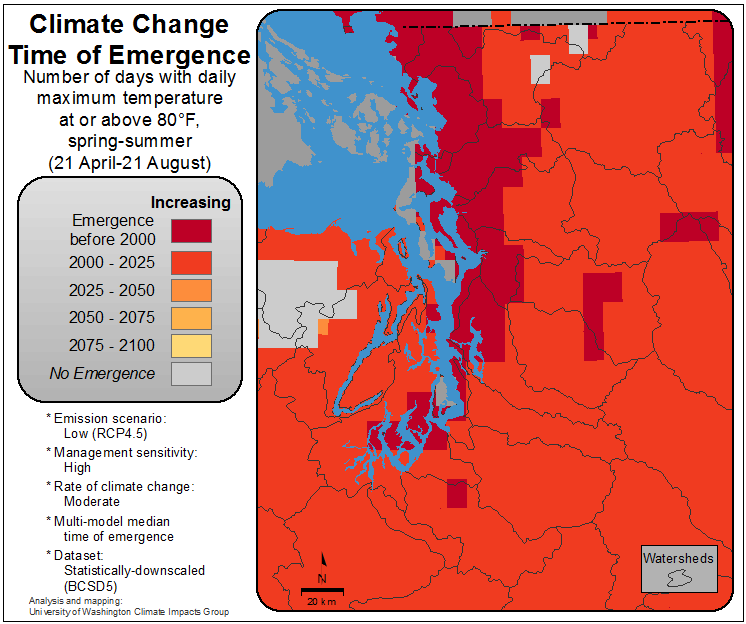 Climate Change
Time of Emergence
Number of days with daily
maximum temperature
at or above 80°F,
spring-summer
(21 April-21 August)
Increasing
Emergence
before 2000
2000 - 2025
2025 - 2050
2050 - 2075
2075 - 2100
No Emergence
* Emission scenario:
Low (RCP4.5)
* Management sensitivity:
High
* Rate of climate change:
Moderate
* Multi-model median
time of emergence
* Dataset:
Statistically-downscaled
(BCSD5)
Analysis and mapping:
University of Washington Climate Impacts Group
N
20 km
Watersheds